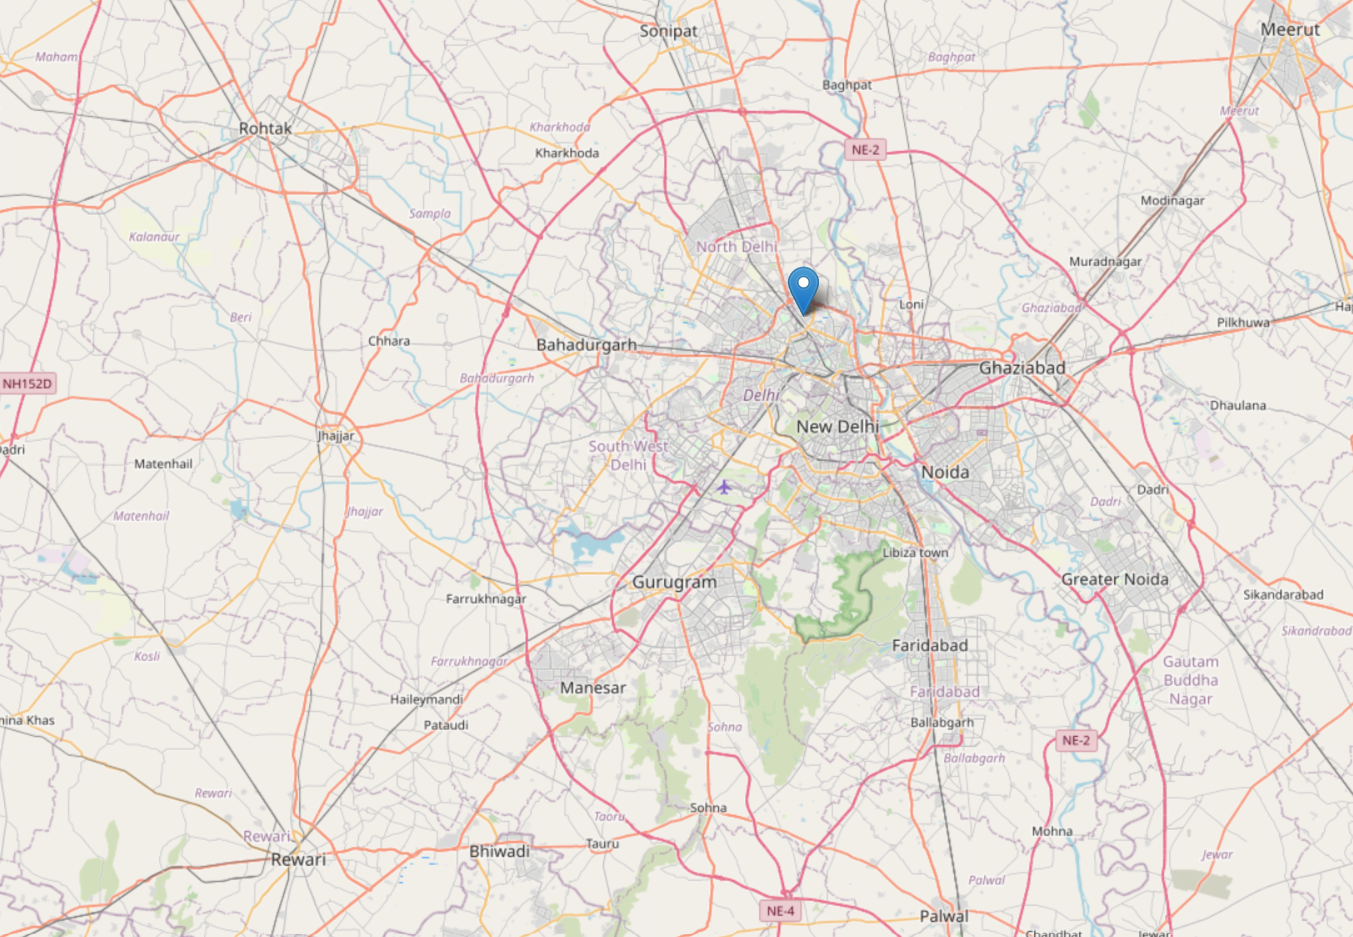 Sonipat
Meerut
Maham
Baghpat
Baghpat
Meerut
Rohtak
Kharkhoda
Kharkhoda
NE-2
Modinagar
Sampla
Kalanaur
North Delhi
Muradnagar
Loni
Ghaziabad
Beri
Pilkhuwa
Chhara
Bahadurgarh
Ghaziabad
Bahadurgarh
NH152D
Delhi
Dhaulana
New Delhi
Jhajjar
South West
Delhi
Matenhail
Noida
Dadri
Dadri
Matenhail
Jhajjar
Libiza town
Gurugram
Greater Noida
Farrukhnagar
Sikandarabad
Sikandrabad
Faridabad
Kosli
Farrukhnagar
Gautam
Buddha
Nagar
Manesar
Faridabad
Haileymandi
mina Khas
Pataudi
Ballabgarh
Sohna
NE-2
Ballabgarh
Rewari
Sohna
Taoru
Mohna
Rewari
Tauru
Bhiwadi
Rewari
Jewar
Palwal
NE-4
Palwal
Chandhat
Jewar